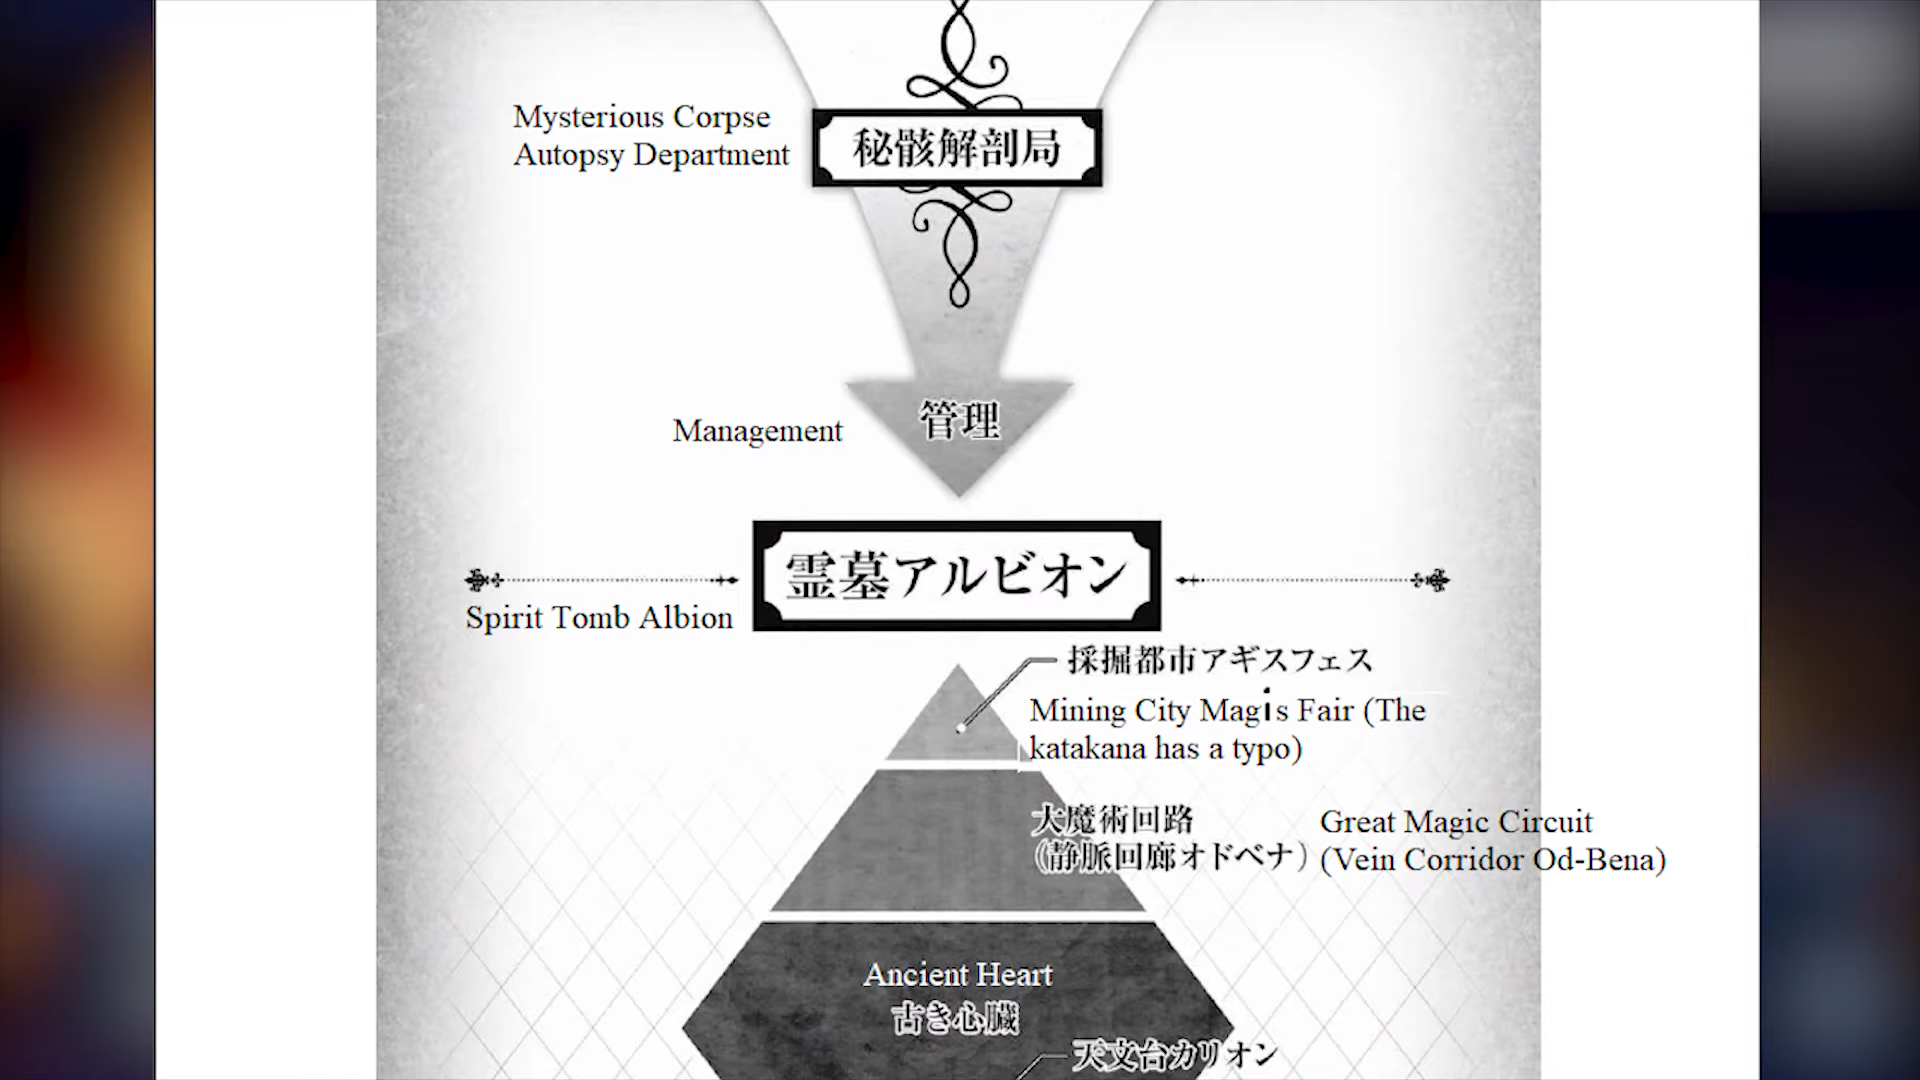 Mysterious Corpse
Autopsy Department
秘骸解剖局
Management
管理
霊墓アルビオン
Spirit Tomb Albion
採掘都市アギスフェス
Mining City Magis Fair (The
katakana has a typo)
大魔術回路
(静脈回廊オドベナ)
Great Magic Circuit
(Vein Corridor Od-Bena)
Ancient Heart
古き心臓
天文台カリオン